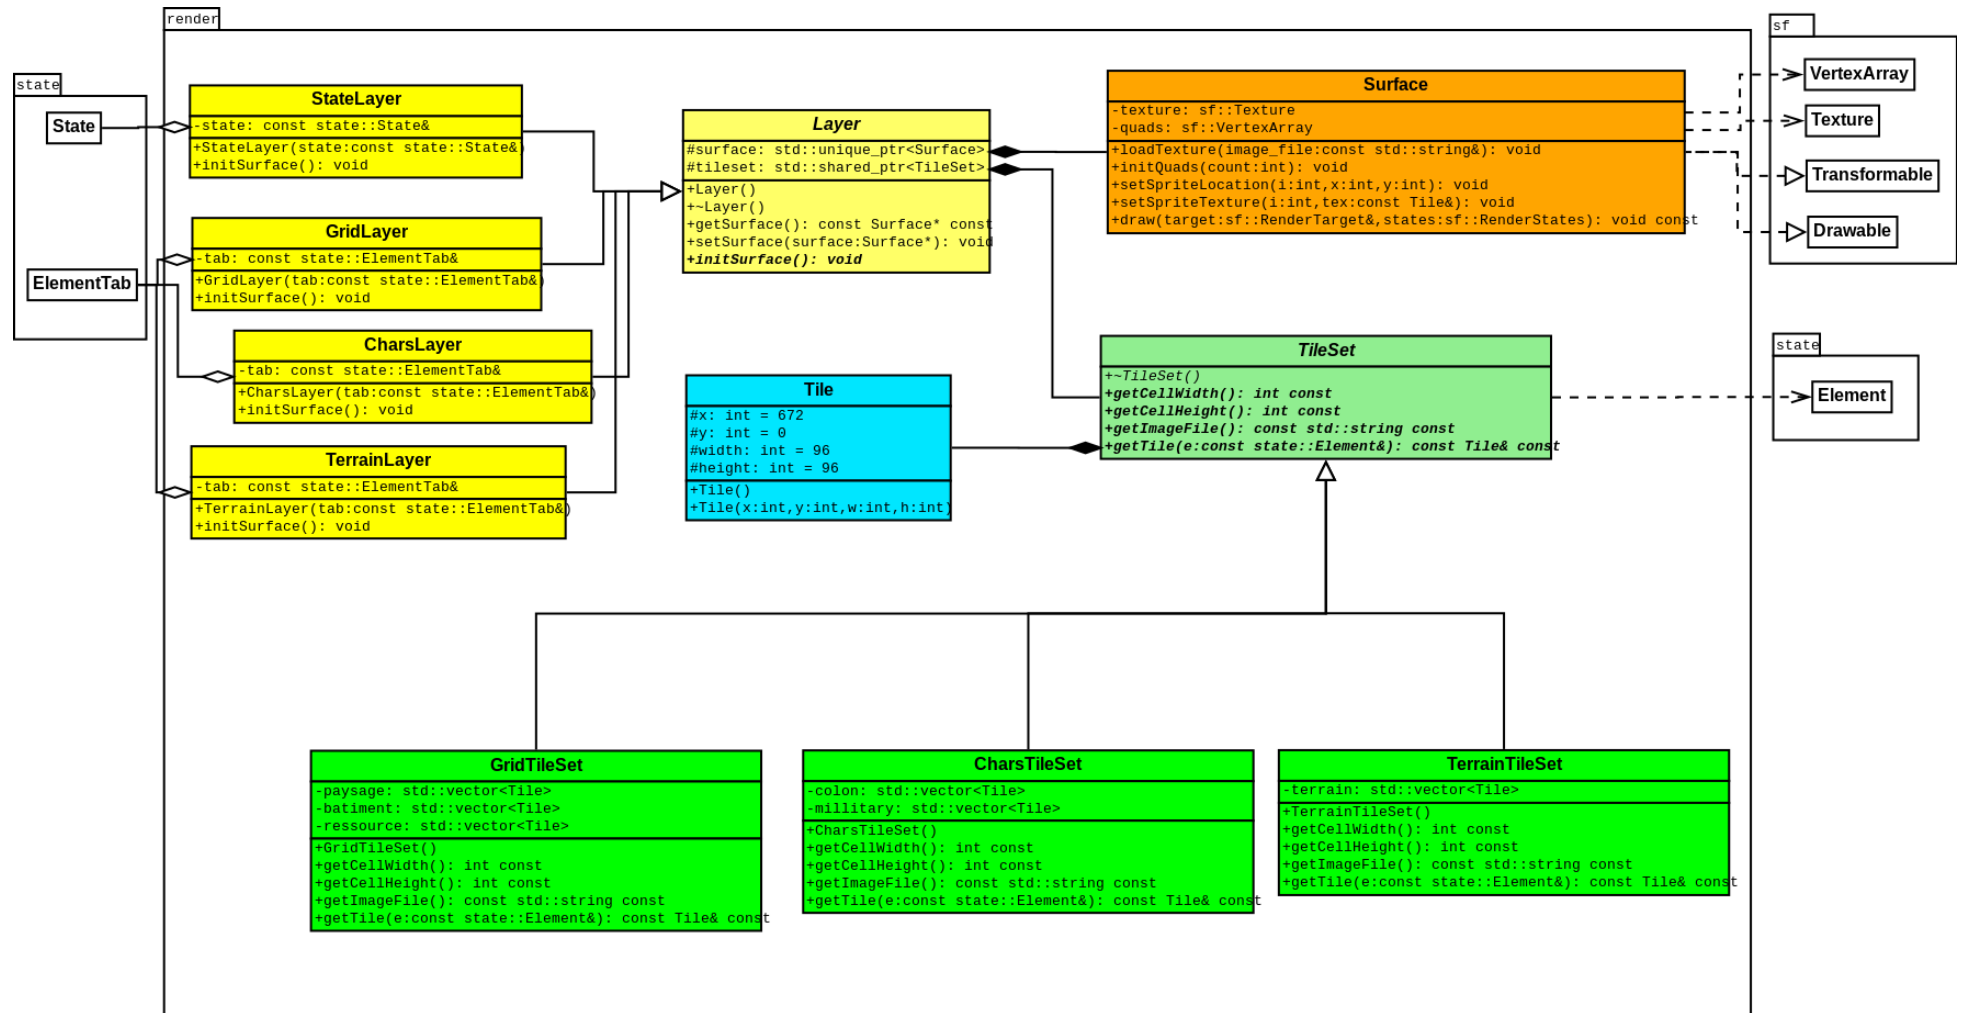 render
sf
state
State
ElementTab
StateLayer
-state: const state::State&
+StateLayer(state:const state::State&)
+initSurface(): void
GridLayer
-tab: const state::ElementTab&
+GridLayer(tab:const state::ElementTab&)
+initSurface(): void
CharsLayer
-tab: const state::ElementTab&
+CharsLayer(tab:const state::ElementTab&)
+initSurface(): void
TerrainLayer
-tab: const state::ElementTab&
+TerrainLayer(tab:const state::ElementTab&)
+initSurface(): void
Layer
#surface: std::unique_ptr<Surface>
#tileset: std::shared_ptr<TileSet>
+Layer()
+~Layer()
+getSurface(): const Surface* const
+setSurface(surface:Surface*): void
+initSurface(): void
Surface
-texture: sf::Texture
-quads: sf::VertexArray
+loadTexture(image_file:const std::string&): void
+initQuads(count:int): void
+setSpriteLocation(i:int,x:int,y:int): void
+setSpriteTexture(i:int,tex:const Tile&): void
+draw(target:sf::RenderTarget&,states:sf::RenderStates): void const
VertexArray
Texture
Transformable
Drawable
Tile
#x: int = 672
#y: int = 0
#width: int = 96
#height: int = 96
+Tile()
+Tile(x:int,y:int,w:int,h:int)
TileSet
+~TileSet()
+getCellWidth(): int const
+getCellHeight(): int const
+getImageFile(): const std::string const
+getTile(e:const state::Element&): const Tile& const
state
Element
GridTileSet
-paysage: std::vector<Tile>
-batiment: std::vector<Tile>
-ressource: std::vector<Tile>
+GridTileSet()
+getCellWidth(): int const
+getCellHeight(): int const
+getImageFile(): const std::string const
+getTile(e:const state::Element&): const Tile& const
CharsTileSet
-colon: std::vector<Tile>
-millitary: std::vector<Tile>
+CharsTileSet()
+getCellWidth(): int const
+getCellHeight(): int const
+getImageFile(): const std::string const
+getTile(e:const state::Element&): const Tile& const
TerrainTileSet
-terrain: std::vector<Tile>
+TerrainTileSet()
+getCellWidth(): int const
+getCellHeight(): int const
+getImageFile(): const std::string const
+getTile(e:const state::Element&): const Tile& const